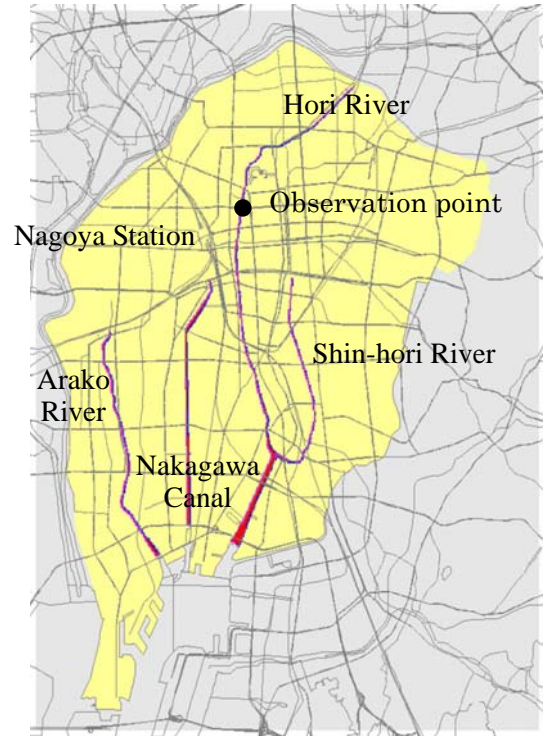 Hori River
Observation point
Nagoya Station
Shin-hori River
Arako
River
Nakagawa
Canal